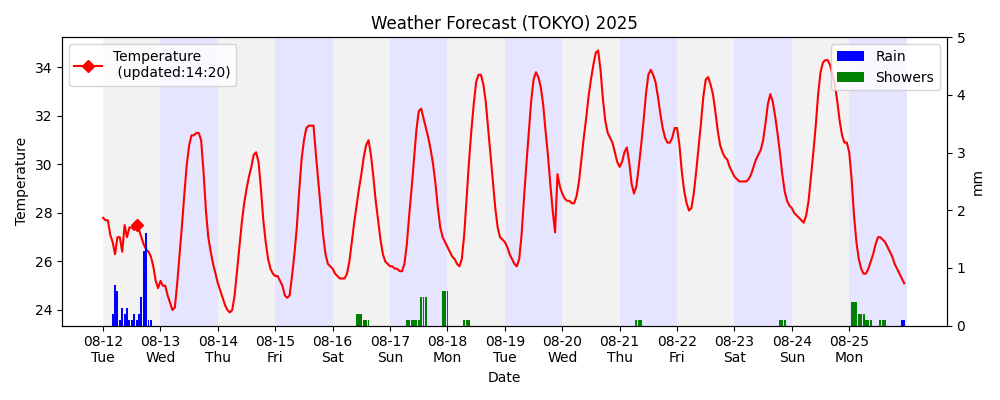 Weather Forecast (TOKYO) 2025
Temperature
(updated:14:20)
Rain
Showers
Temperature
34
32
30
28
26
24
5
4
3
2
1
0
mm
08-12 08-13 08-14 08-15 08-16 08-17 08-18 08-19 08-20 08-21 08-22 08-23 08-24 08-25
Tue Wed Thu Fri Sat Sun Mon Tue Wed Thu Fri Sat Sun Mon
Date